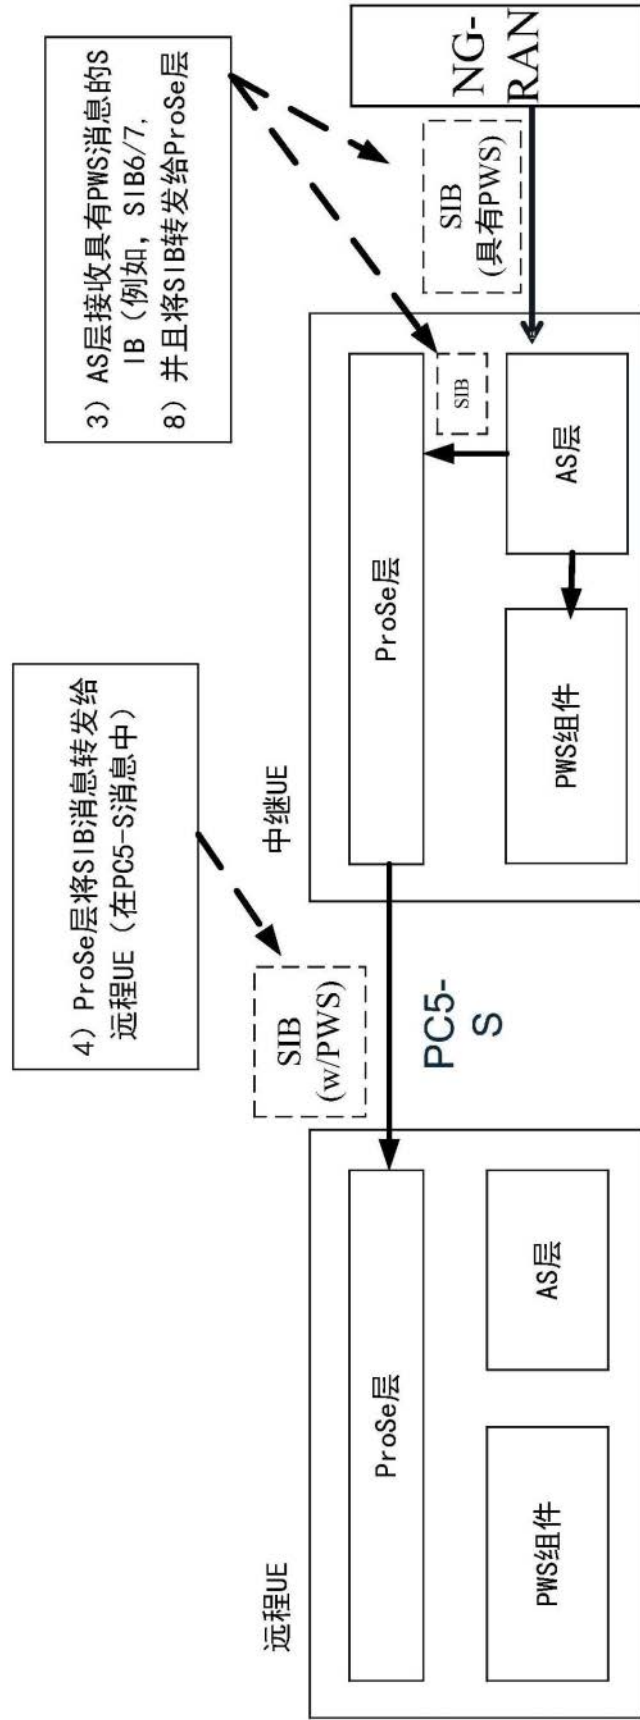 3）AS层接收具有PWS消息的S
IB（例如，SIB6/7，
8）并且将SIB转发给ProSe层
4）ProSe层将SIB消息转发给
远程UE（在PC5-S消息中）
远程UE
ProSe层
PWS组件
AS层
SIB
(w/PWS)
PC5-
S
中继UE
ProSe层
SIB
PWS组件
AS层
SIB
(具有PWS)
NG-
RAN